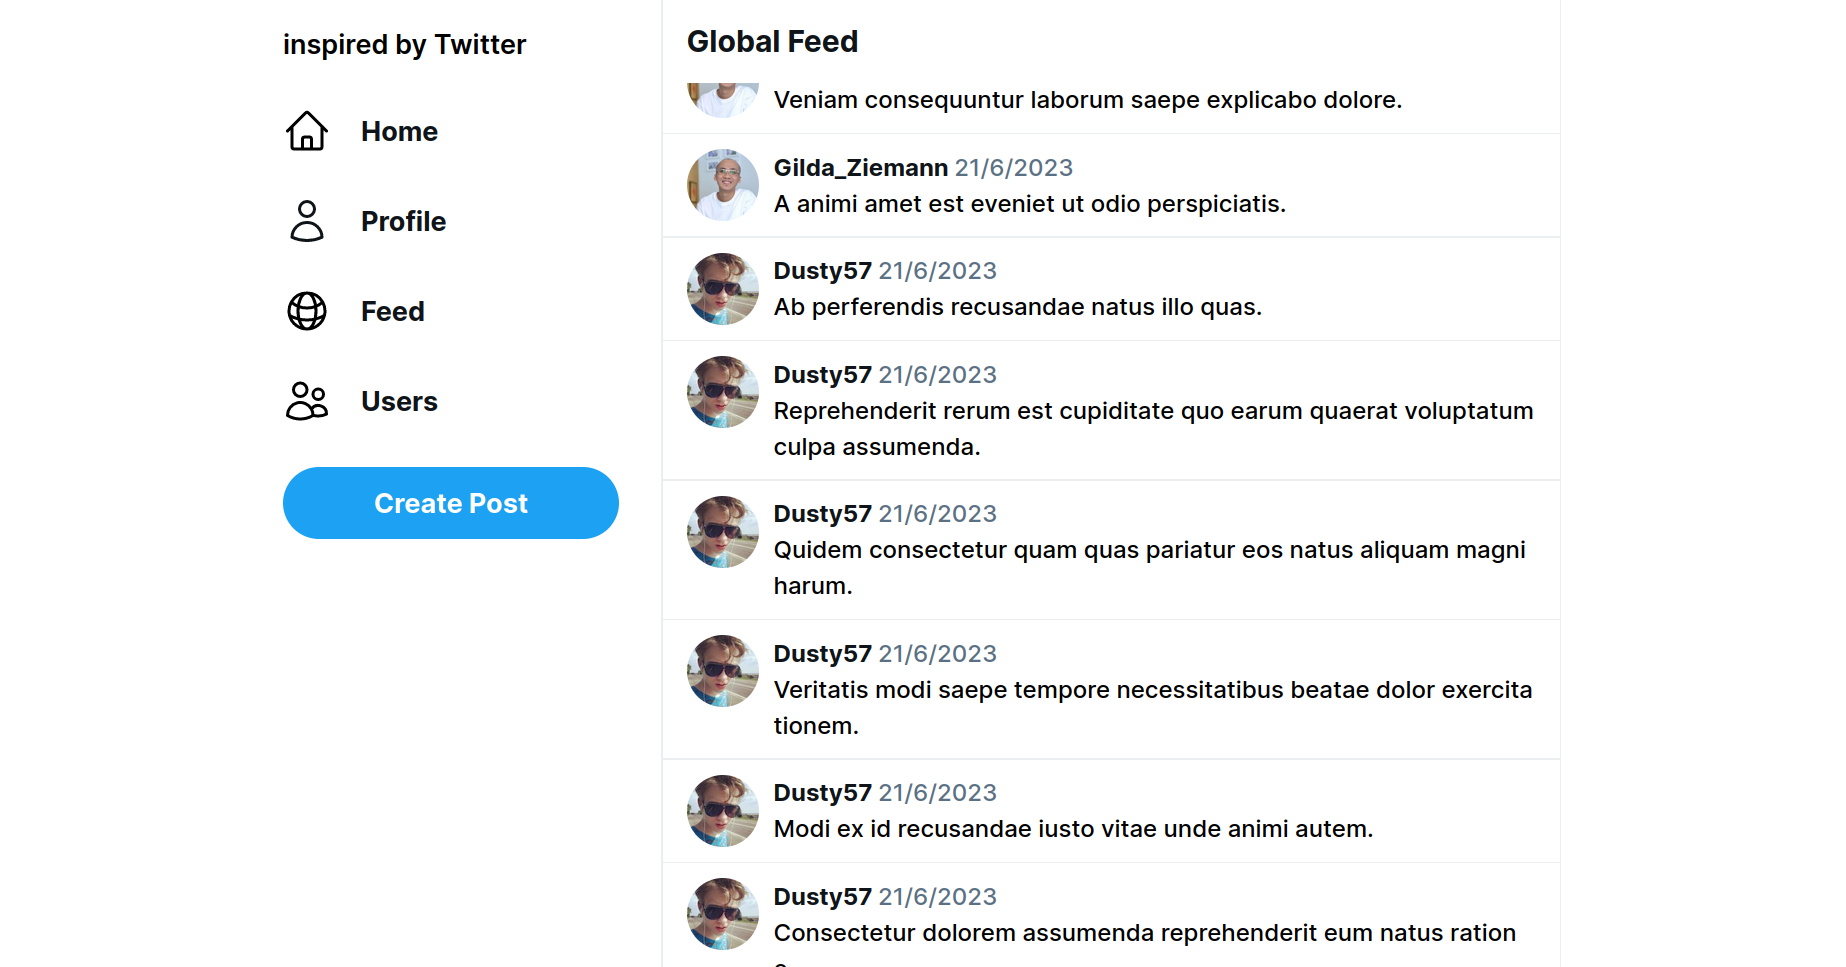 inspired by Twitter
Home
Profile
Feed
Users
Create Post
Global Feed
Veniam consequuntur laborum saepe explicabo dolore.
Gilda_Ziemann 21/6/2023
A animi amet est eveniet ut odio perspiciatis.
Dusty57 21/6/2023
Ab perferendis recusandae natus illo quas.
Dusty57 21/6/2023
Reprehenderit rerum est cupiditate quo earum quaerat voluptatum
culpa assumenda.
Dusty57 21/6/2023
Quidem consectetur quam quas pariatur eos natus aliquam magni
harum.
Dusty57 21/6/2023
Veritatis modi saepe tempore necessitatibus beatae dolor exercita
tionem.
Dusty57 21/6/2023
Modi ex id recusandae iusto vitae unde animi autem.
Dusty57 21/6/2023
Consectetur dolorem assumenda reprehenderit eum natus ration